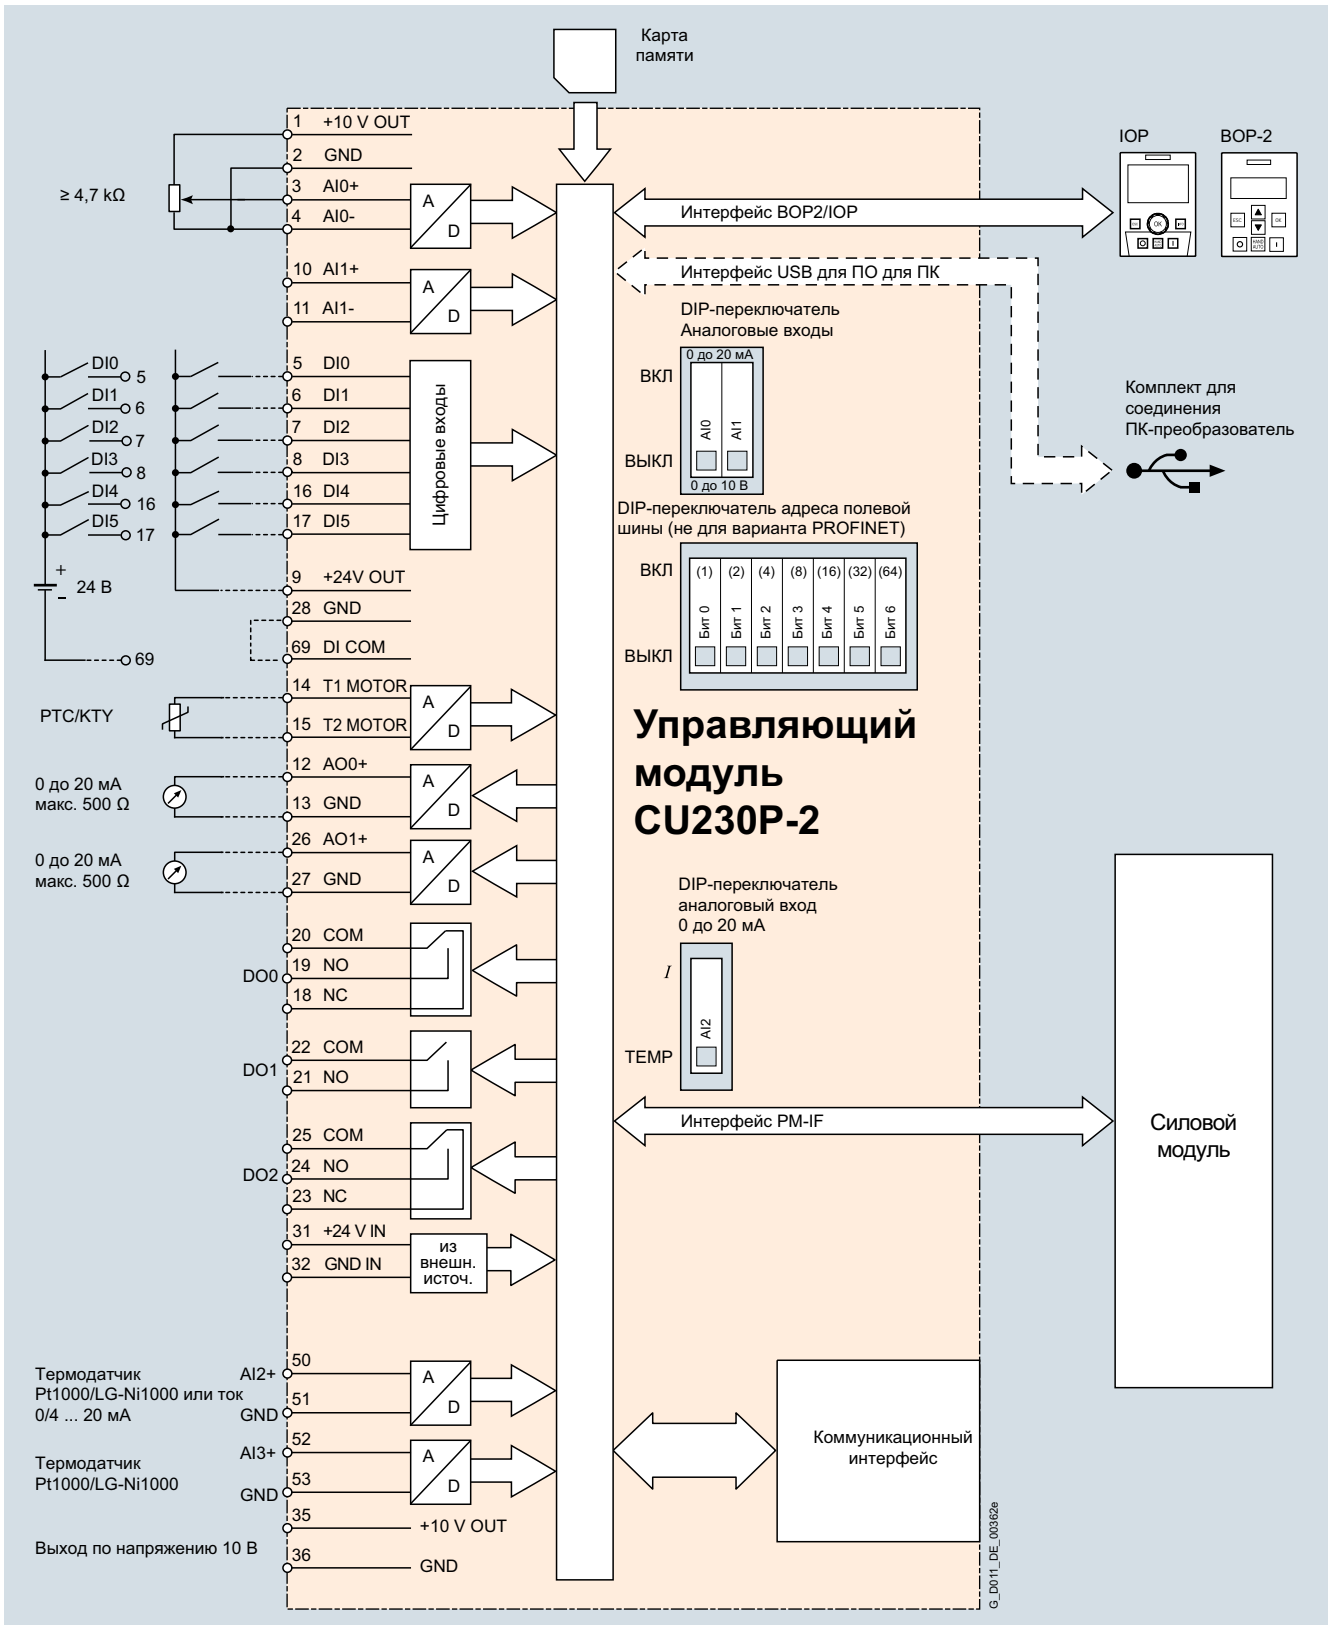 Карта
памяти
1 +10 V OUT
2 GND
3 AI0+
4 AI0-
≥ 4,7 kΩ
A
D
10 AI1+
11 AI1-
A
D
DI0
5
DI1
6
DI2
7
DI3
8
DI4
16
DI5
17
+
24 В
-
69
5 DI0
6 DI1
7 DI2
8 DI3
16 DI4
17 DI5
Цифровые входы
9 +24V OUT
28 GND
69 DI COM
PTC/KTY
14 T1 MOTOR
15 T2 MOTOR
A
D
0 до 20 мА
макс. 500 Ω
12 AO0+
13 GND
A
D
0 до 20 мА
макс. 500 Ω
26 AO1+
27 GND
A
D
DO0
20 COM
19 NO
18 NC
DO1
22 COM
21 NO
DO2
25 COM
24 NO
23 NC
31 +24 V IN
32 GND IN
из
внешн.
источ.
Термодатчик
Pt1000/LG-Ni1000 или ток
0/4 ... 20 мА
AI2+
50
GND
51
A
D
Термодатчик
Pt1000/LG-Ni1000
AI3+
52
GND
53
A
D
Выход по напряжению 10 В
35
+10 V OUT
36
GND
IOP
BOP-2
OK
ESC
OK
HAND
AUTO
Интерфейс BOP2/IOP
Интерфейс USB для ПО для ПК
Комплект для
соединения
ПК-преобразователь
DIP-переключатель
Аналоговые входы
0 до 20 мА
ВКЛ
AI0
AI1
ВЫКЛ
0 до 10 В
DIP-переключатель адреса полевой
шины (не для варианта PROFINET)
ВКЛ
(1) (2) (4) (8) (16) (32) (64)
Бит 0
Бит 1
Бит 2
Бит 3
Бит 4
Бит 5
Бит 6
ВЫКЛ
Управляющий
модуль
CU230P-2
DIP-переключатель
аналоговый вход
0 до 20 мА
I
AI2
TEMP
Интерфейс PM-IF
Силовой
модуль
Коммуникационный
интерфейс
G_D011_DE_00362e